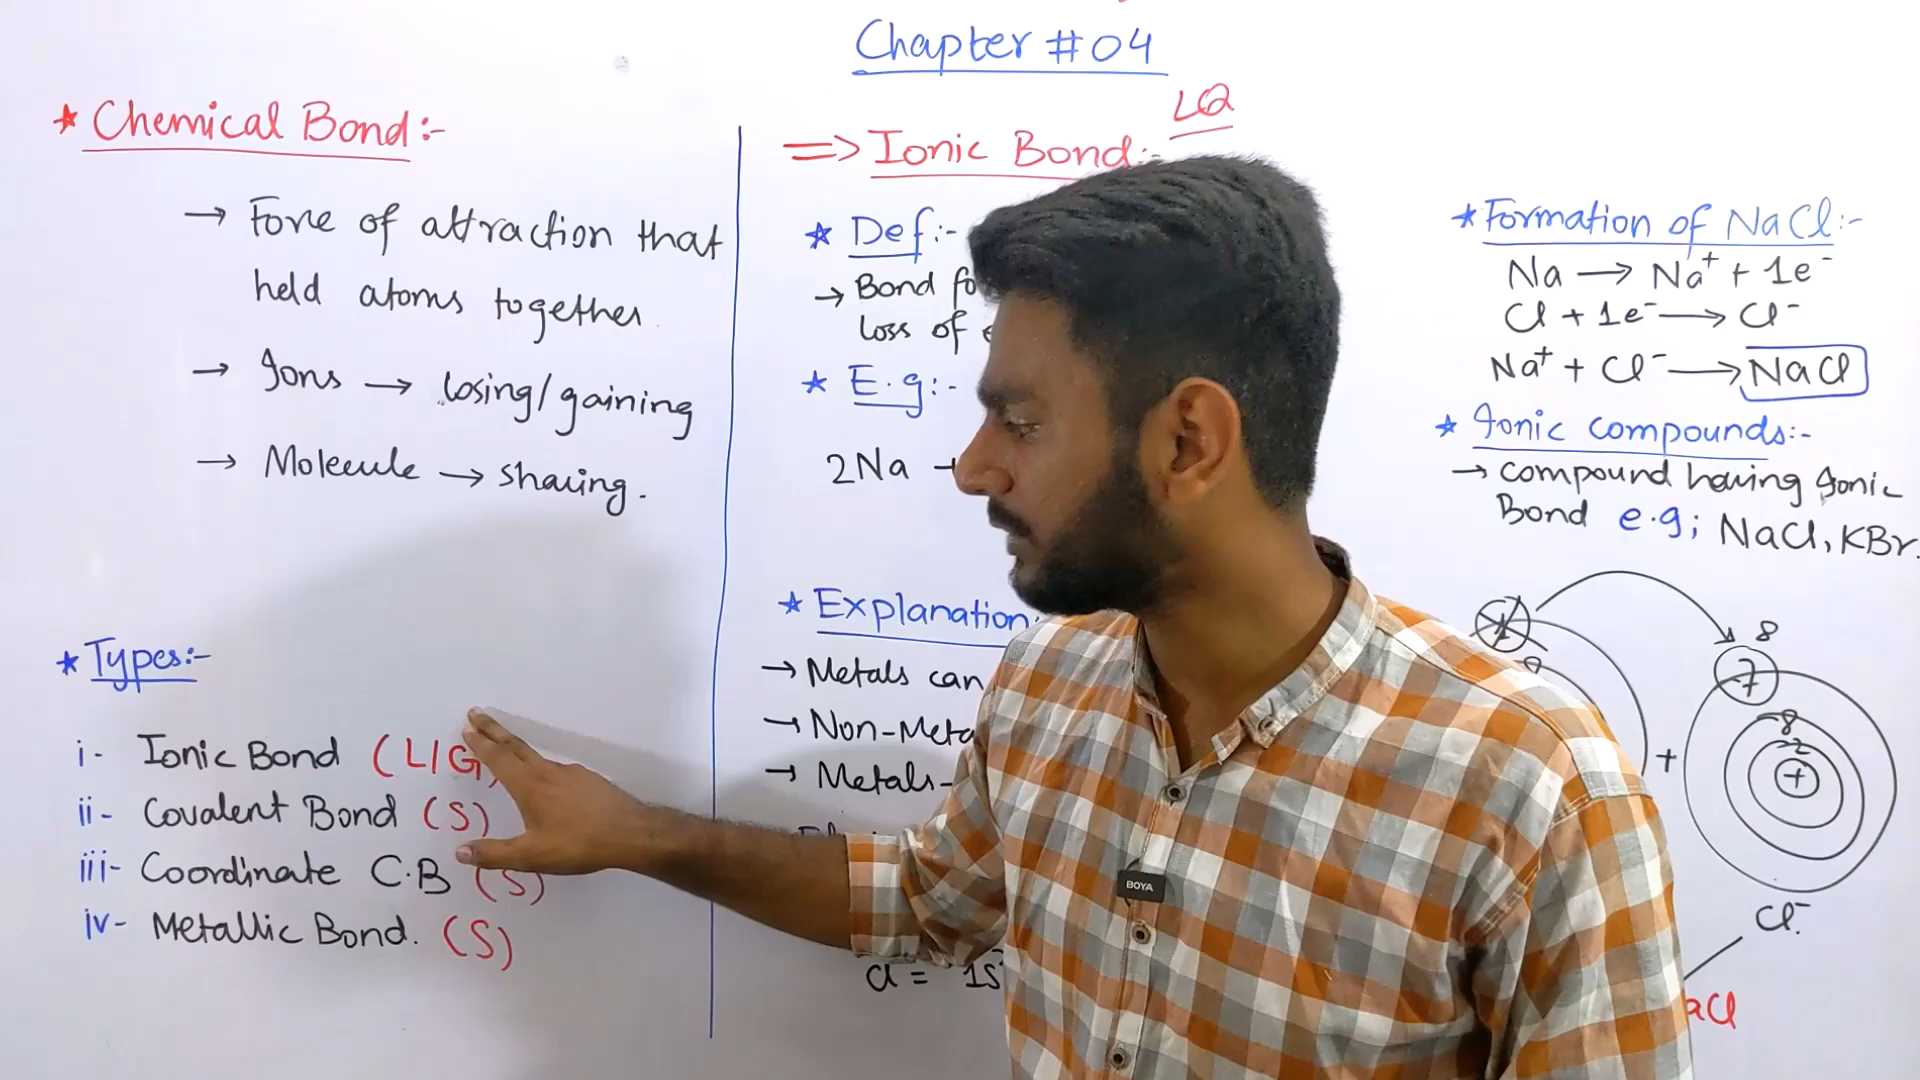 Chapter #04
* Chemical Bond:-
→ Force of attraction that
held atoms together
→ Ions → losing/gaining
→ Molecule → sharing.
* Types:-
i- Ionic Bond (L/G)
ii- Covalent Bond (S)
iii- Coordinate C.B (S)
iv- Metallic Bond. (S)
LQ
=> Ionic Bond:-
* Def:-
→ Bond
loss of
* E.g:-
2Na
* Explanation:
→ Metals can
→ Non-
→ Metals-
Cl = 1s
* Formation of NaCl:-
Na → Na⁺ + 1e⁻
Cl + 1e⁻ → Cl⁻
Na⁺ + Cl⁻ → NaCl
* Ionic compounds:-
→ compound having Ionic
Bond e.g; NaCl, KBr.
8
7
8
2
+
+
Cl⁻
aCl
BOYA